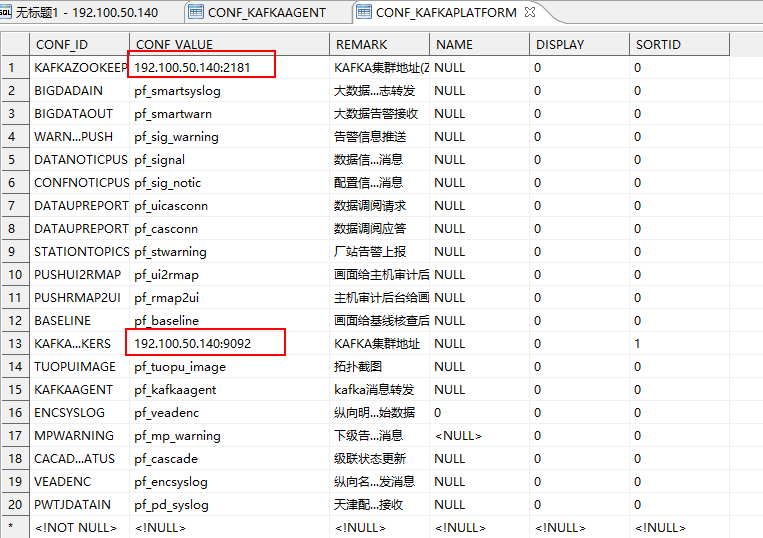 无标题1 - 192.100.50.140 CONF_KAFKAAGENT CONF_KAFKAPLATFORM
CONF_ID CONF_VALUE REMARK NAME DISPLAY SORTID
1 KAFKAZOOKEEP 192.100.50.140:2181 KAFKA集群地址(Z NULL 0 0
2 BIGDADAIN pf_smartsyslog 大数据...志转发 NULL 0 0
3 BIGDATAOUT pf_smartwarn 大数据告警接收 NULL 0 0
4 WARN...PUSH pf_sig_warning 告警信息推送 NULL 0 0
5 DATANOTICPUS pf_signal 数据信...消息 NULL 0 0
6 CONFNOTICPUS pf_sig_notic 配置信...消息 NULL 0 0
7 DATAUPREPORT pf_uicasconn 数据调阅请求 NULL 0 0
8 DATAUPREPORT pf_casconn 数据调阅应答 NULL 0 0
9 STATIONTOPICS pf_stwarning 厂站告警上报 NULL 0 0
10 PUSHUI2RMAP pf_ui2rmap 画面给主机审计后 NULL 0 0
11 PUSHRMAP2UI pf_rmap2ui 主机审计后台给画 NULL 0 0
12 BASELINE pf_baseline 画面给基线核查后 NULL 0 0
13 KAFKA...KERS 192.100.50.140:9092 KAFKA集群地址 NULL 0 1
14 TUOPUIMAGE pf_tuopu_image 拓扑截图 NULL 0 0
15 KAFKAAGENT pf_kafkaagent kafka消息转发 NULL 0 0
16 ENCSYSLOG pf_veadenc 纵向明...始数据 0 0 0
17 MPWARNING pf_mp_warning 下级告...消息 <NULL> 0 0
18 CACAD...ATUS pf_cascade 级联状态更新 NULL 0 0
19 VEADENC pf_encsyslog 纵向名...发消息 NULL 0 0
20 PWTJDATAIN pf_pd_syslog 天津配...接收 NULL 0 0
* <!NOT NULL> <!NULL> <!NULL> <!NULL> <!NULL> <!NULL>